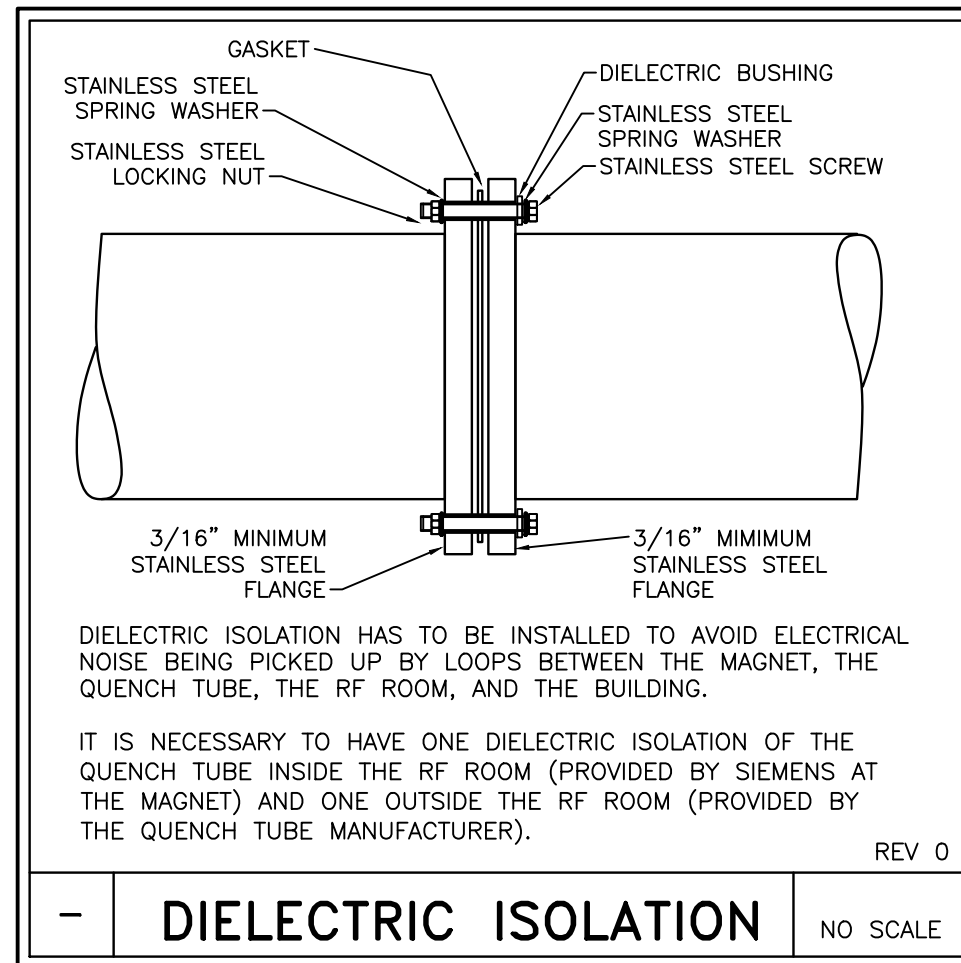 GASKET
STAINLESS STEEL
SPRING WASHER
STAINLESS STEEL
LOCKING NUT
DIELECTRIC BUSHING
STAINLESS STEEL
SPRING WASHER
STAINLESS STEEL SCREW
3/16” MINIMUM
STAINLESS STEEL
FLANGE
3/16” MIMIMUM
STAINLESS STEEL
FLANGE
DIELECTRIC ISOLATION HAS TO BE INSTALLED TO AVOID ELECTRICAL
NOISE BEING PICKED UP BY LOOPS BETWEEN THE MAGNET, THE
QUENCH TUBE, THE RF ROOM, AND THE BUILDING.
IT IS NECESSARY TO HAVE ONE DIELECTRIC ISOLATION OF THE
QUENCH TUBE INSIDE THE RF ROOM (PROVIDED BY SIEMENS AT
THE MAGNET) AND ONE OUTSIDE THE RF ROOM (PROVIDED BY
THE QUENCH TUBE MANUFACTURER).
REV 0
– DIELECTRIC ISOLATION NO SCALE